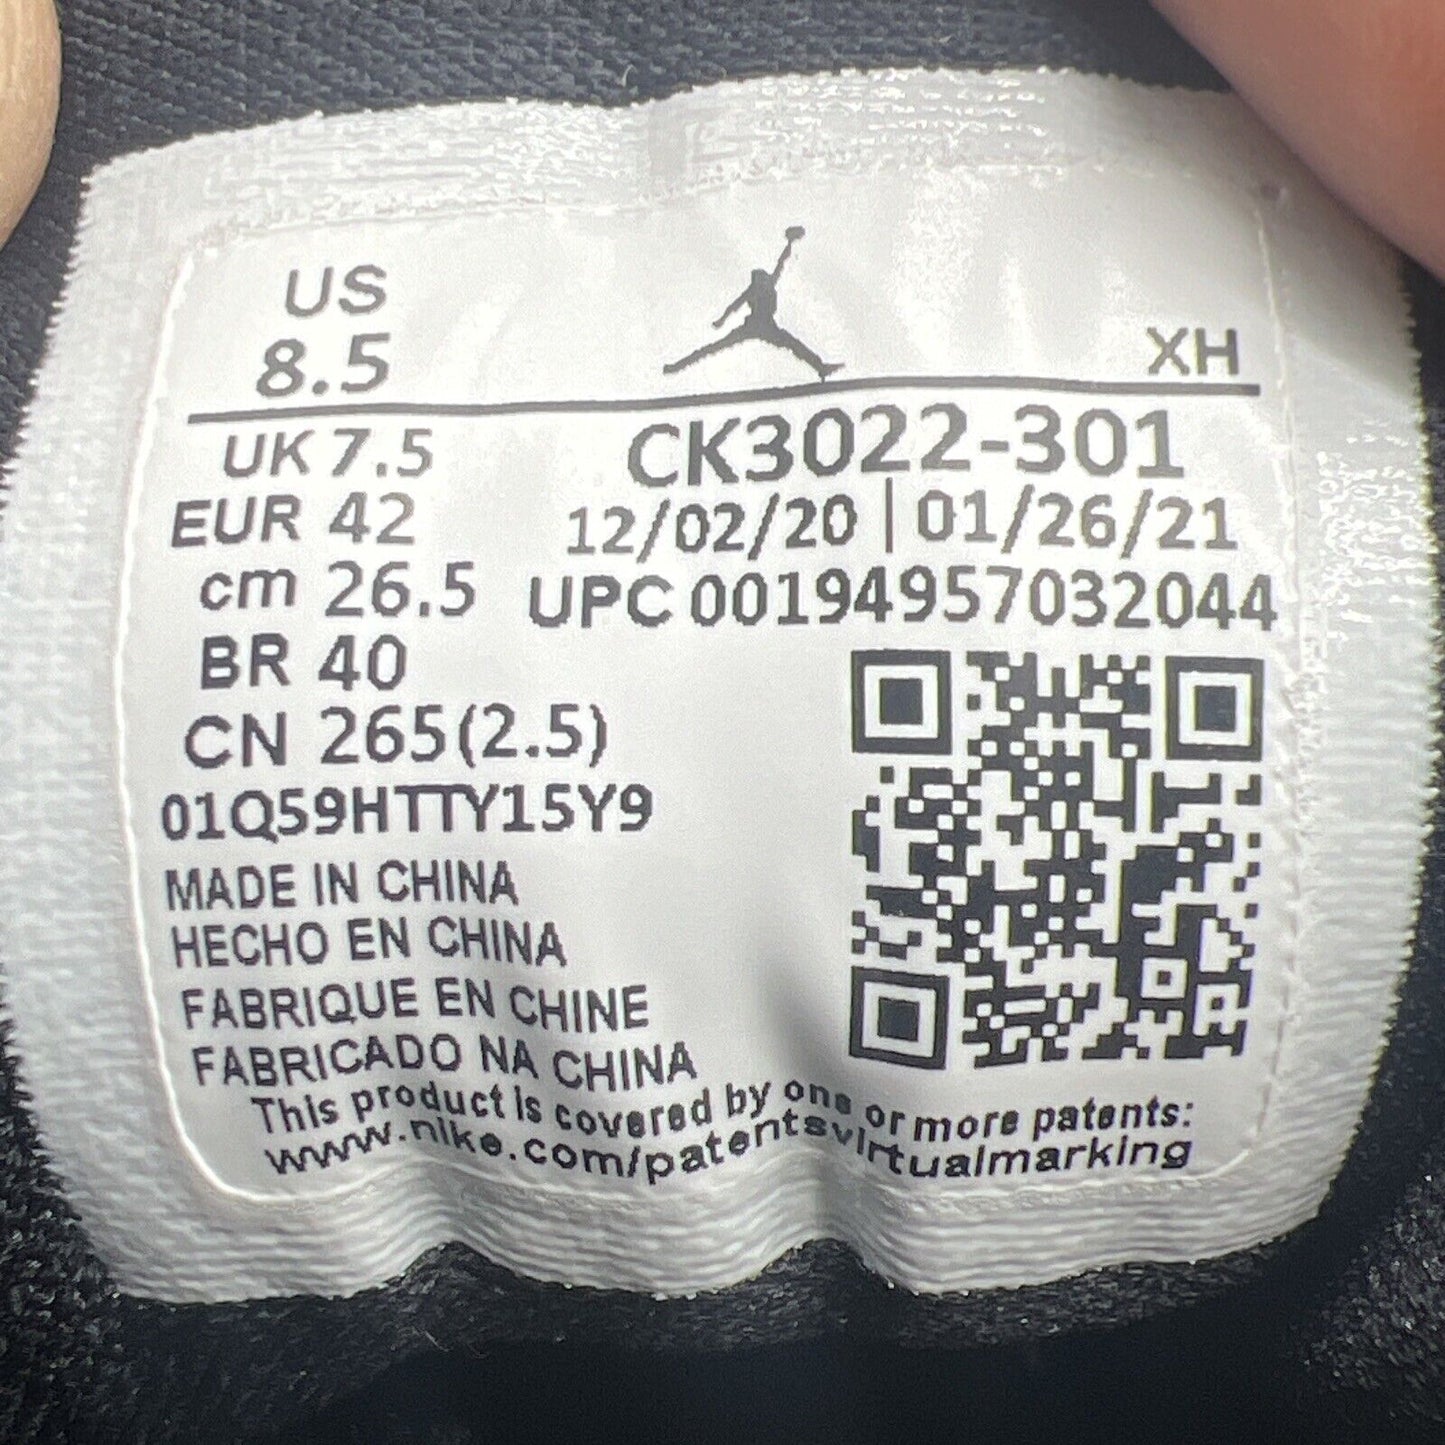 US
8.5
XH
UK 7.5
EUR 42
cm 26.5
BR 40
CN 265(2.5)
CK3022-301
12/02/20 | 01/26/21
UPC 00194957032044
01Q59HTTY15Y9
MADE IN CHINA
HECHO EN CHINA
FABRIQUE EN CHINE
FABRICADO NA CHINA
This product is covered by one or more patents:
www.nike.com/patentsvirtualmarking